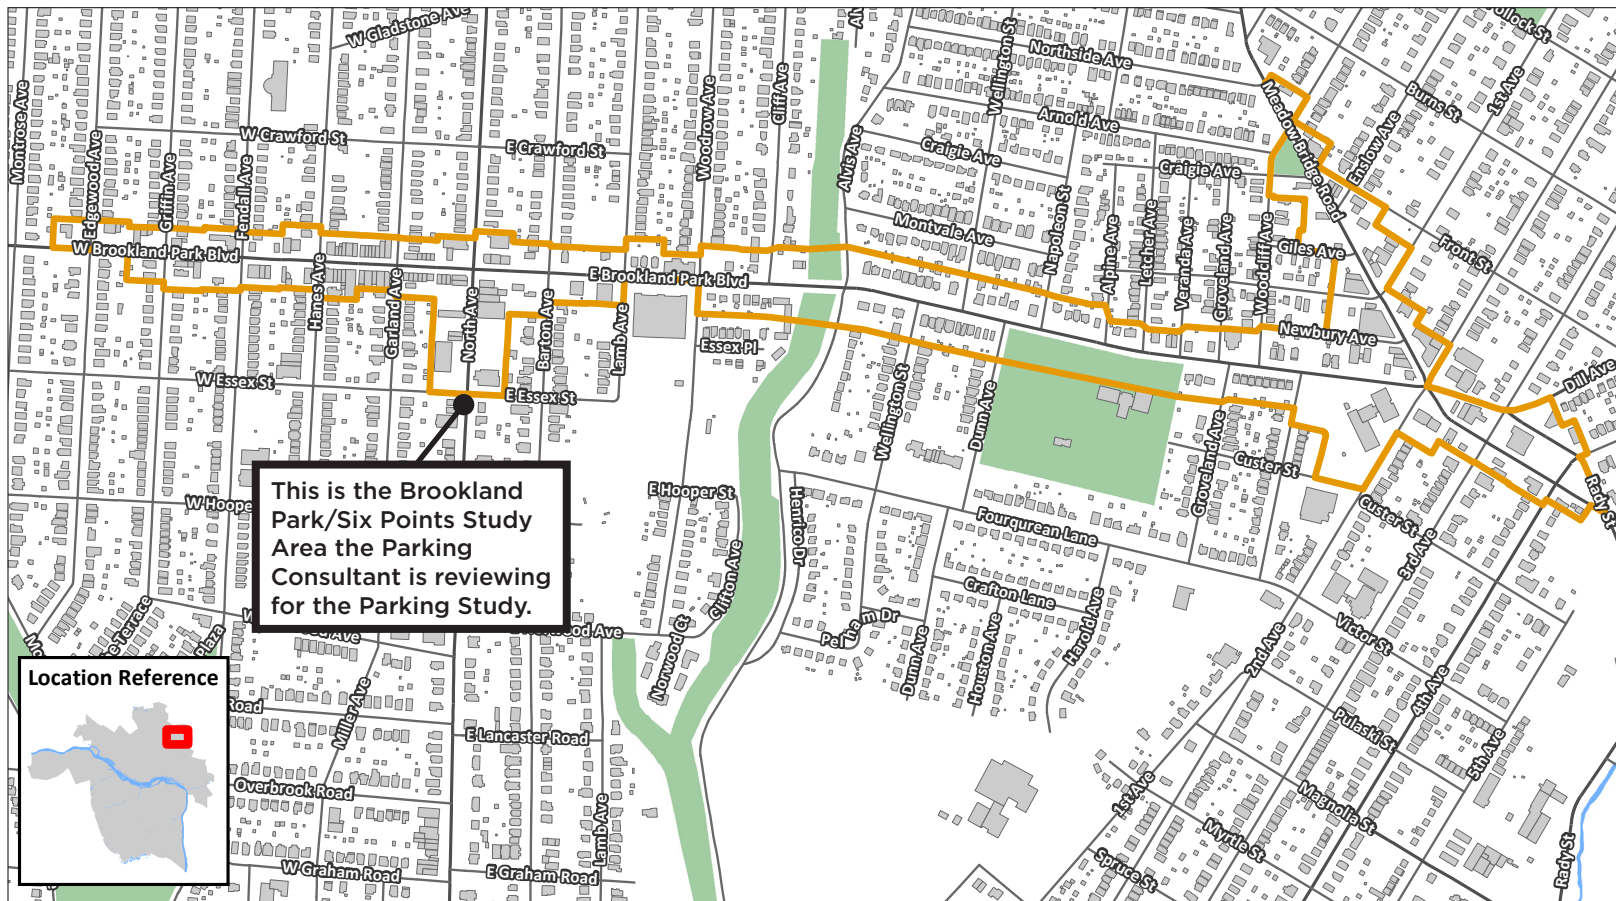 W Gladstone Ave
Wellington St
Northside Ave
Montrose Ave
Woodrow Ave
Cliff Ave
Burns St
1st Ave
Meadow Bridge Road
Arnold Ave
W Crawford St
E Crawford St
Edgewood Ave
Griffin Ave
Fendall Ave
Alvis Ave
Craigie Ave
Craigie Ave
Enslow Ave
Napoleon St
Montvale Ave
Alpine Ave
Letcher Ave
Veranda Ave
Groveland Ave
Woodcliff Ave
Giles Ave
Front St
W Brookland Park Blvd
E Brookland Park Blvd
Hanes Ave
Garland Ave
North Ave
Barton Ave
Lamb Ave
Essex Pl
Newbury Ave
Dill Ave
W Essex St
E Essex St
Wellington St
Dunn Ave
Groveland Ave
Custer St
Rady St
W Hoope
E Hooper St
Henrico Dr
Fourqurean Lane
Custer St
3rd Ave
This is the Brookland
Park/Six Points Study
Area the Parking
Consultant is reviewing
for the Parking Study.
Clifton Ave
Crafton Lane
Harold Ave
Victor St
Terrace
Plaza
ood Ave
Norwood Ct
Dunn Ave
Houston Ave
2nd Ave
4th Ave
Location Reference
Road
Miller Ave
E Lancaster Road
Pulaski St
5th Ave
Overbrook Road
Lamb Ave
1st Ave
Magnolia St
Myrtle St
W Graham Road
E Graham Road
Spruce St
Rady St